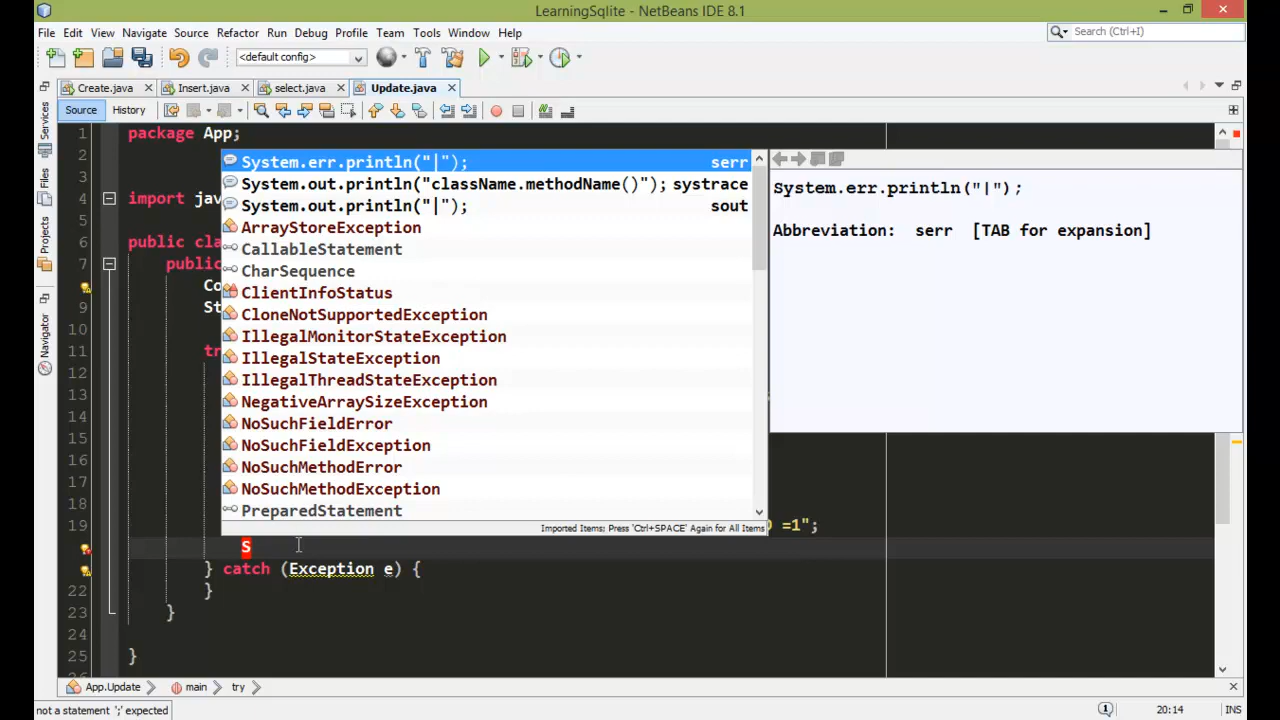 LearningSqlite - NetBeans IDE 8.1
File Edit View Navigate Source Refactor Run Debug Profile Team Tools Window Help
Search (Ctrl+I)
<default config>
Create.java Insert.java select.java Update.java
Source History
Services
Files
Projects
Navigator
1 package App;
2
4 import jav
5
6 public cla
7 public
Co
9 St
10
11 tr
12
13
14
15
16
17
18
19 =1";
S
} catch (Exception e) {
22 }
23 }
24
25 }
System.err.println("|"); serr
System.out.println("className.methodName()"); systrace
System.out.println("|"); sout
ArrayStoreException
CallableStatement
CharSequence
ClientInfoStatus
CloneNotSupportedException
IllegalMonitorStateException
IllegalStateException
IllegalThreadStateException
NegativeArraySizeException
NoSuchFieldError
NoSuchFieldException
NoSuchMethodError
NoSuchMethodException
PreparedStatement
Imported Items: Press 'Ctrl+SPACE' Again for All Items
System.err.println("|");
Abbreviation: serr [TAB for expansion]
App.Update main try
not a statement ';' expected
20:14 INS